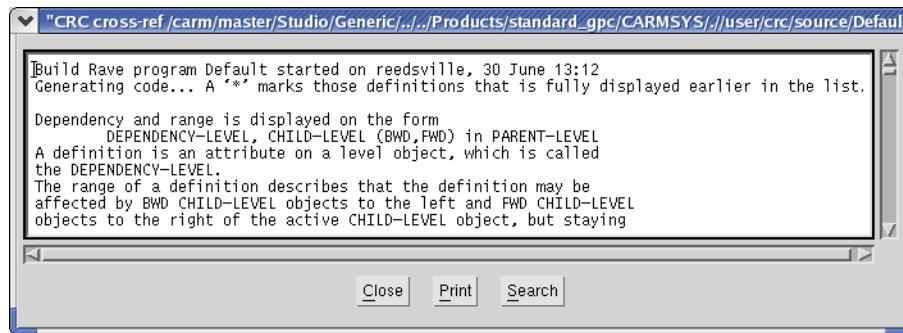 "CRC cross-ref /carm/master/Studio/Generic/../../Products/standard_gpc/CARMSYS/.//user/crc/source/Defaul
Build Rave program Default started on reedsville, 30 June 13:12
Generating code... A '*' marks those definitions that is fully displayed earlier in the list.
Dependency and range is displayed on the form
DEPENDENCY-LEVEL, CHILD-LEVEL (BWD,FWD) in PARENT-LEVEL
A definition is an attribute on a level object, which is called
the DEPENDENCY-LEVEL.
The range of a definition describes that the definition may be
affected by BWD CHILD-LEVEL objects to the left and FWD CHILD-LEVEL
objects to the right of the active CHILD-LEVEL object, but staying
Close Print Search